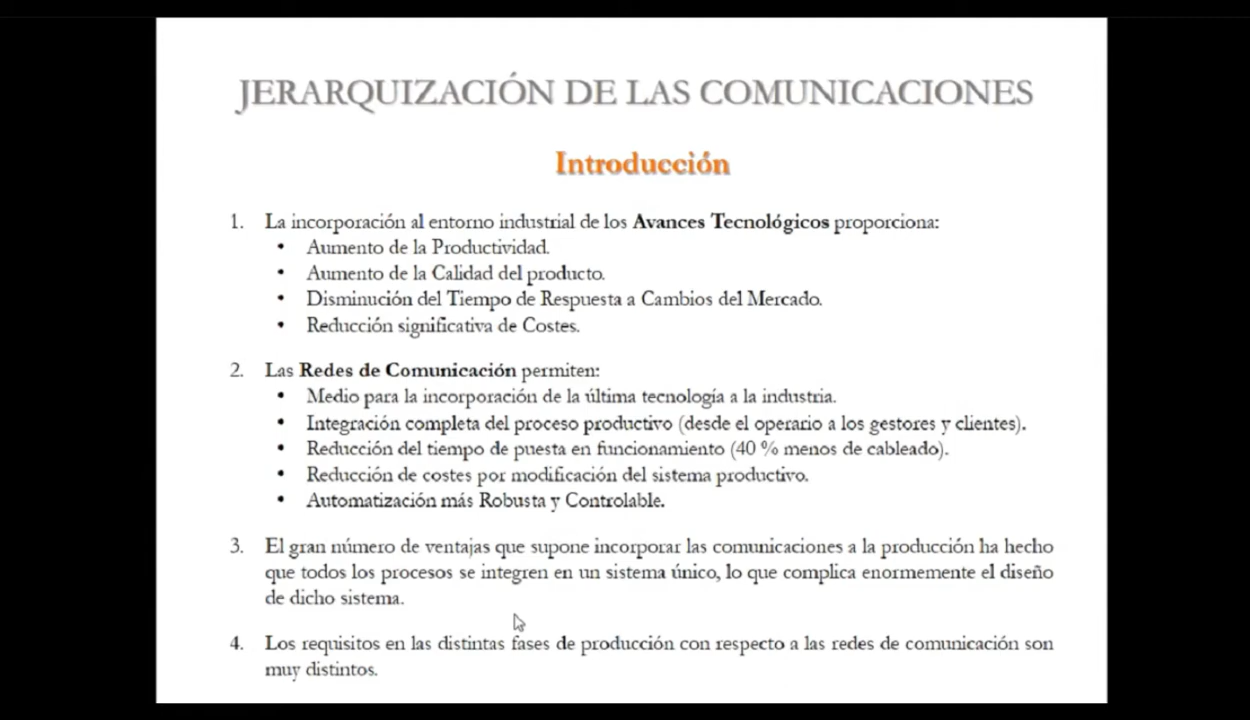 JERARQUIZACIÓN DE LAS COMUNICACIONES
Introducción
1. La incorporación al entorno industrial de los Avances Tecnológicos proporciona:
• Aumento de la Productividad.
• Aumento de la Calidad del producto.
• Disminución del Tiempo de Respuesta a Cambios del Mercado.
• Reducción significativa de Costes.
2. Las Redes de Comunicación permiten:
• Medio para la incorporación de la última tecnología a la industria.
• Integración completa del proceso productivo (desde el operario a los gestores y clientes).
• Reducción del tiempo de puesta en funcionamiento (40 % menos de cableado).
• Reducción de costes por modificación del sistema productivo.
• Automatización más Robusta y Controlable.
3. El gran número de ventajas que supone incorporar las comunicaciones a la producción ha hecho
que todos los procesos se integren en un sistema único, lo que complica enormemente el diseño
de dicho sistema.
4. Los requisitos en las distintas fases de producción con respecto a las redes de comunicación son
muy distintos.